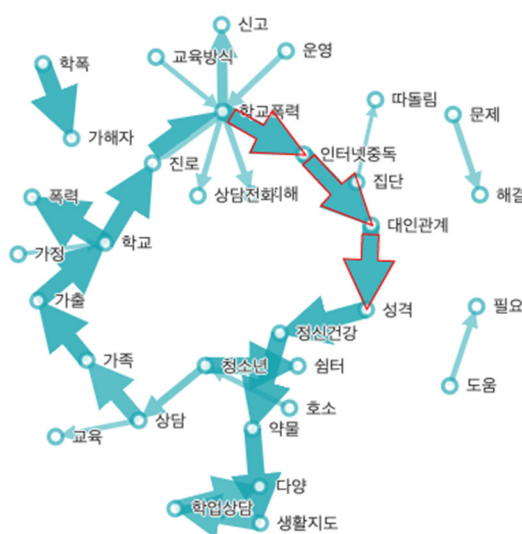 신고
교육방식
운영
학폭
학교폭력
따돌림
문제
가해자
진로
인터넷중독
집단
폭력
상담전화
피해
해결
학교
대인관계
가정
가출
성격
필요
정신건강
가족
청소년
쉼터
도움
상담
호소
교육
약물
다양
학업상담
생활지도